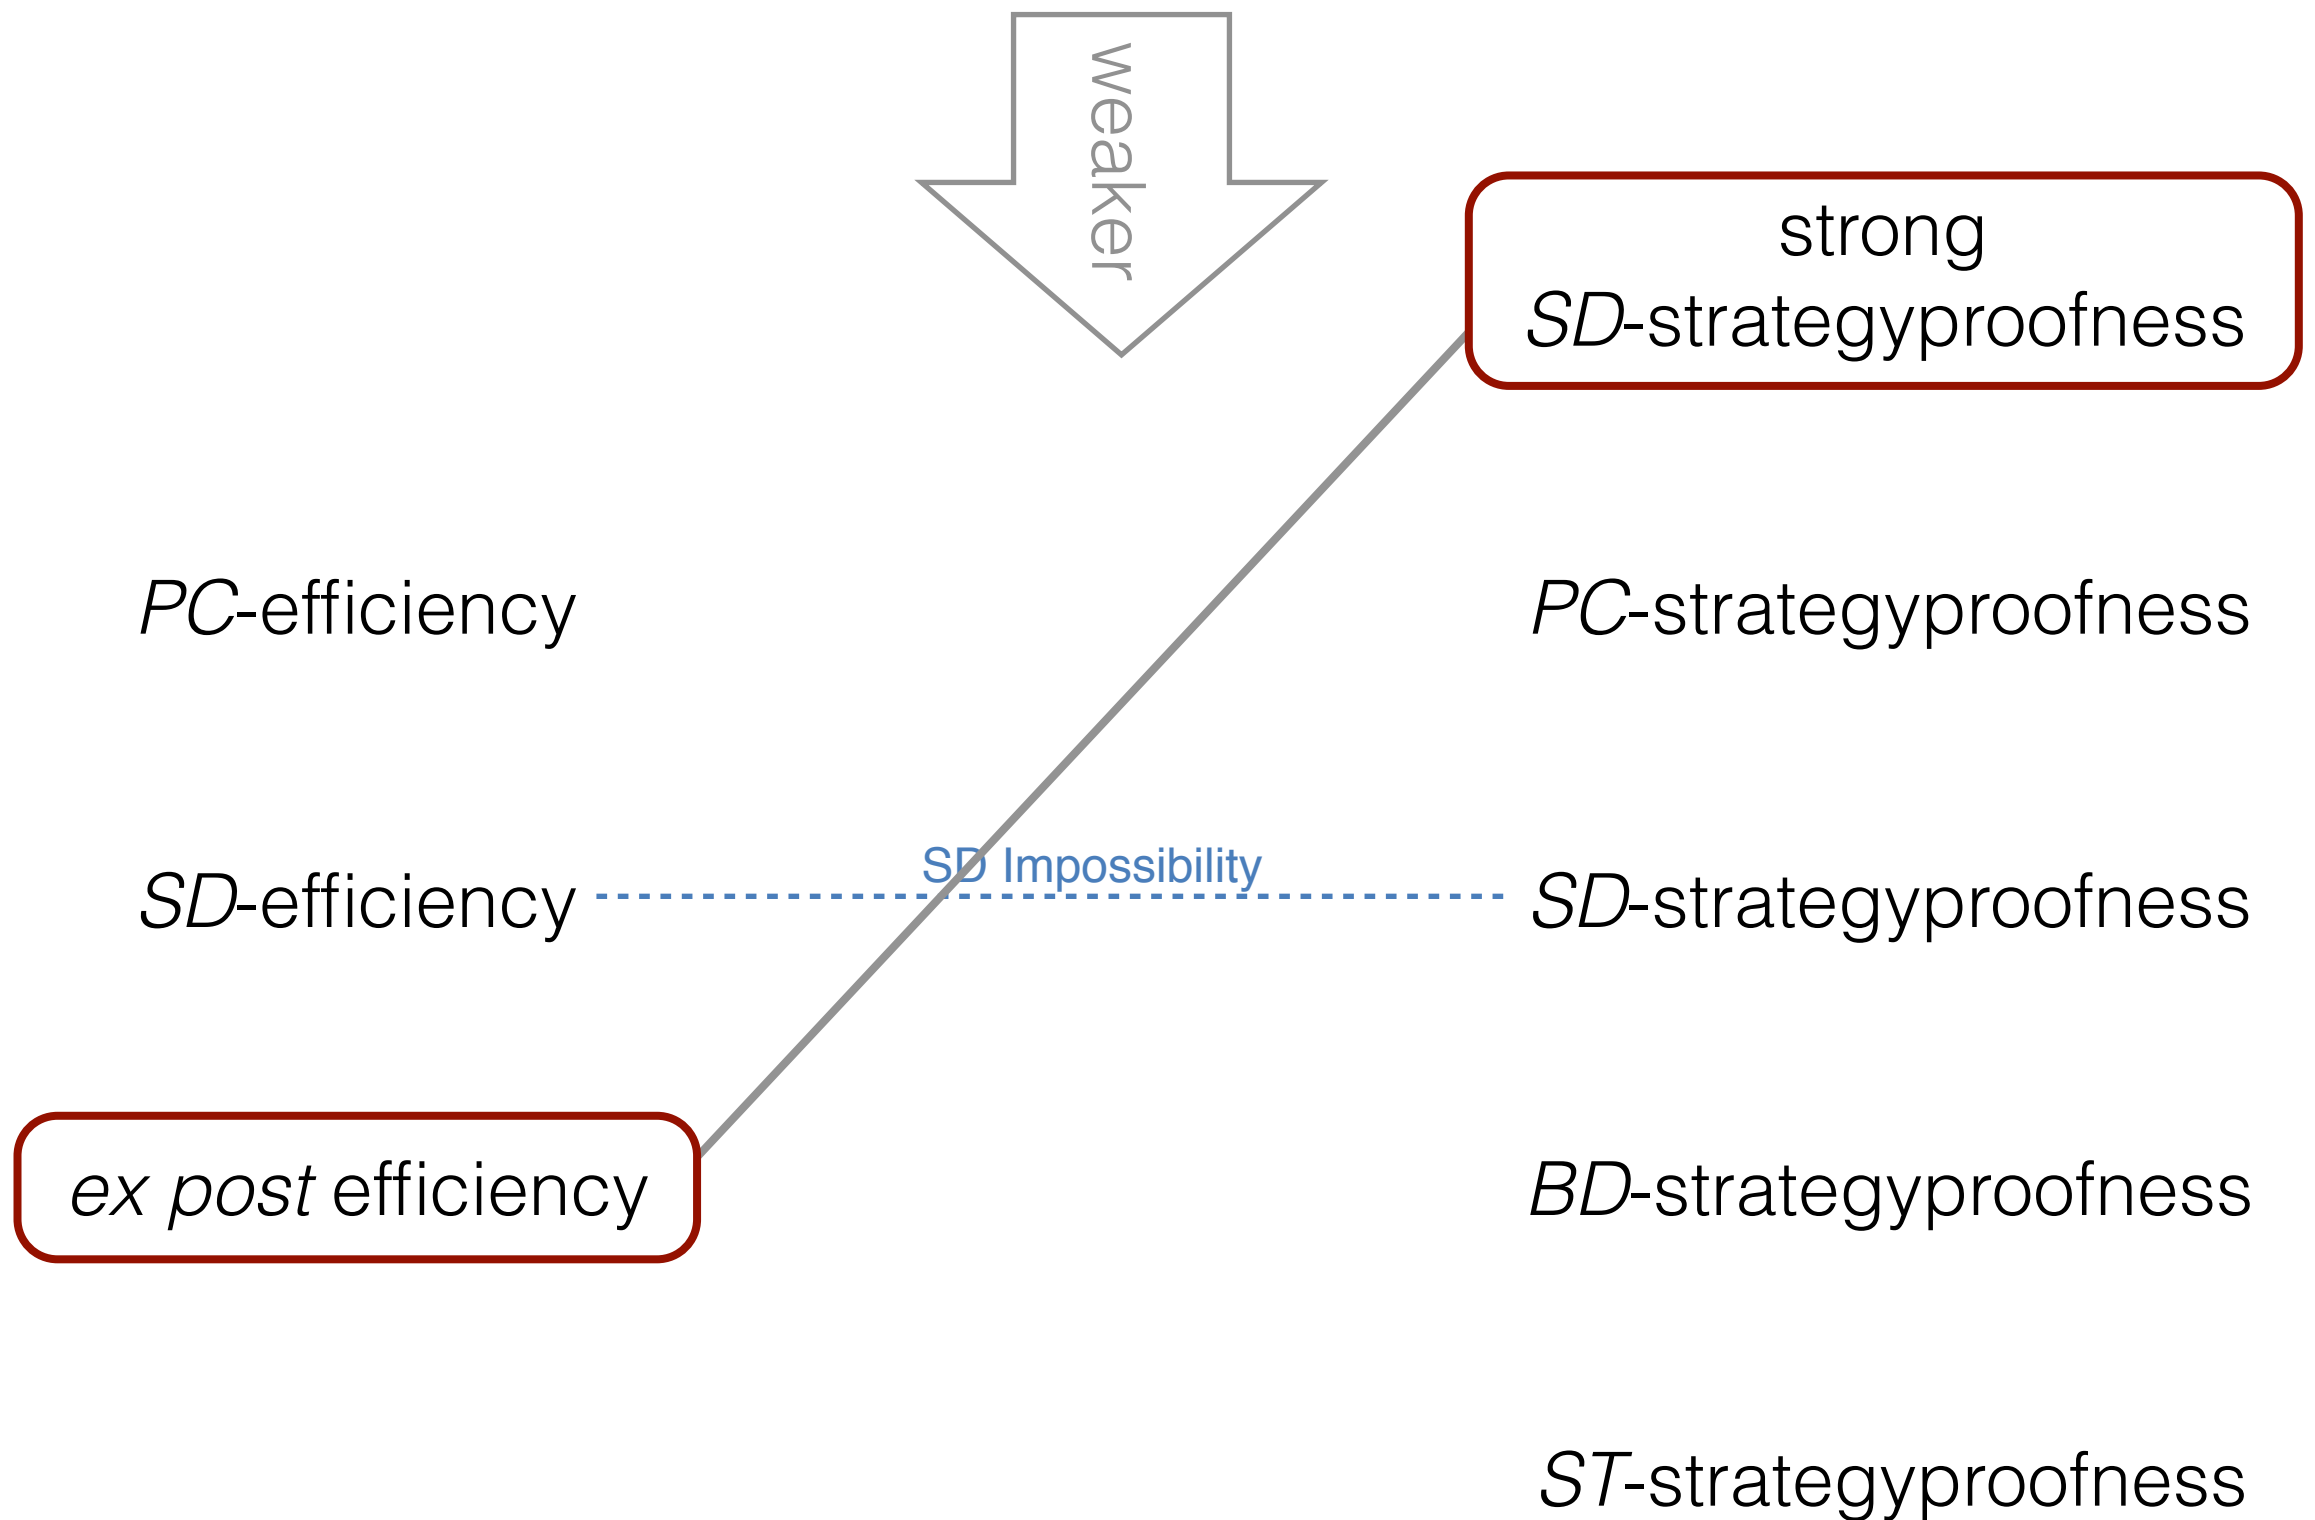 weaker
strong
SD-strategyproofness
PC-efficiency
PC-strategyproofness
SD Impossibility
SD-efficiency
SD-strategyproofness
ex post efficiency
BD-strategyproofness
ST-strategyproofness